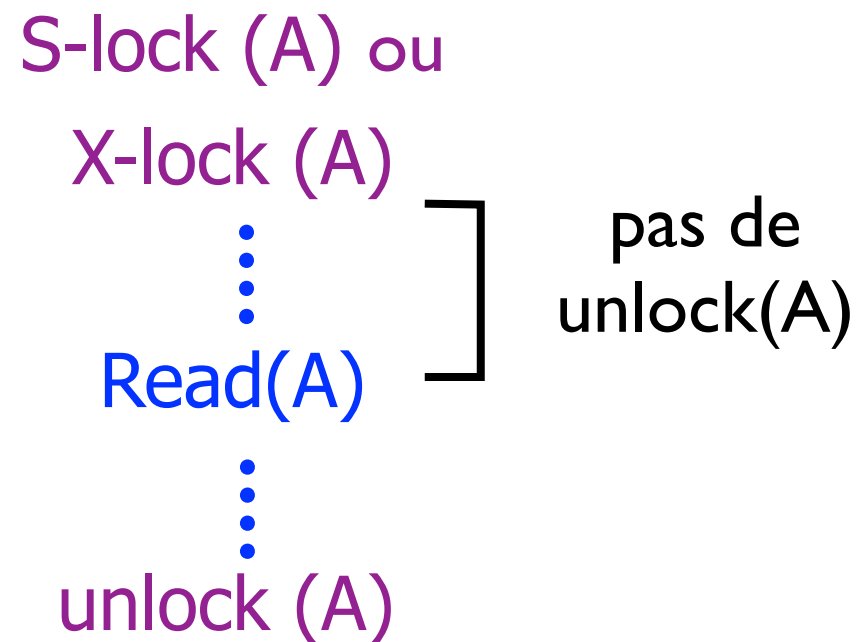 S-lock (A) ou
X-lock (A)
pas de
unlock(A)
Read(A)
unlock (A)